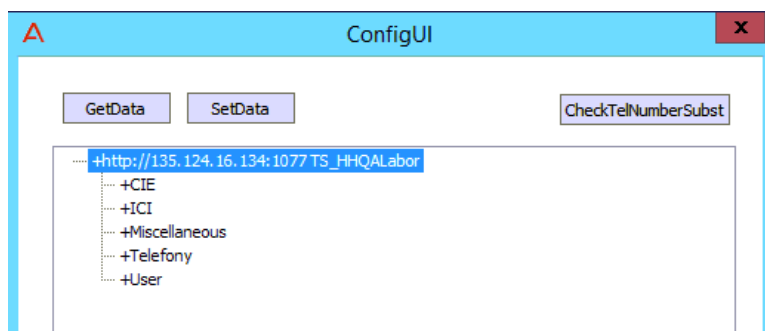 ConfigUI
x
GetData SetData CheckTelNumberSubst
+http://135.124.16.134:1077 TS_HHQALabor
+CIE
+ICI
+Miscellaneous
+Telefony
+User